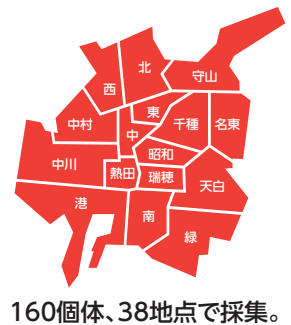 北
守山
西
東
千種
名東
中村
中
昭和
中川
熱田
瑞穂
天白
港
南
緑
160個体、38地点で採集。